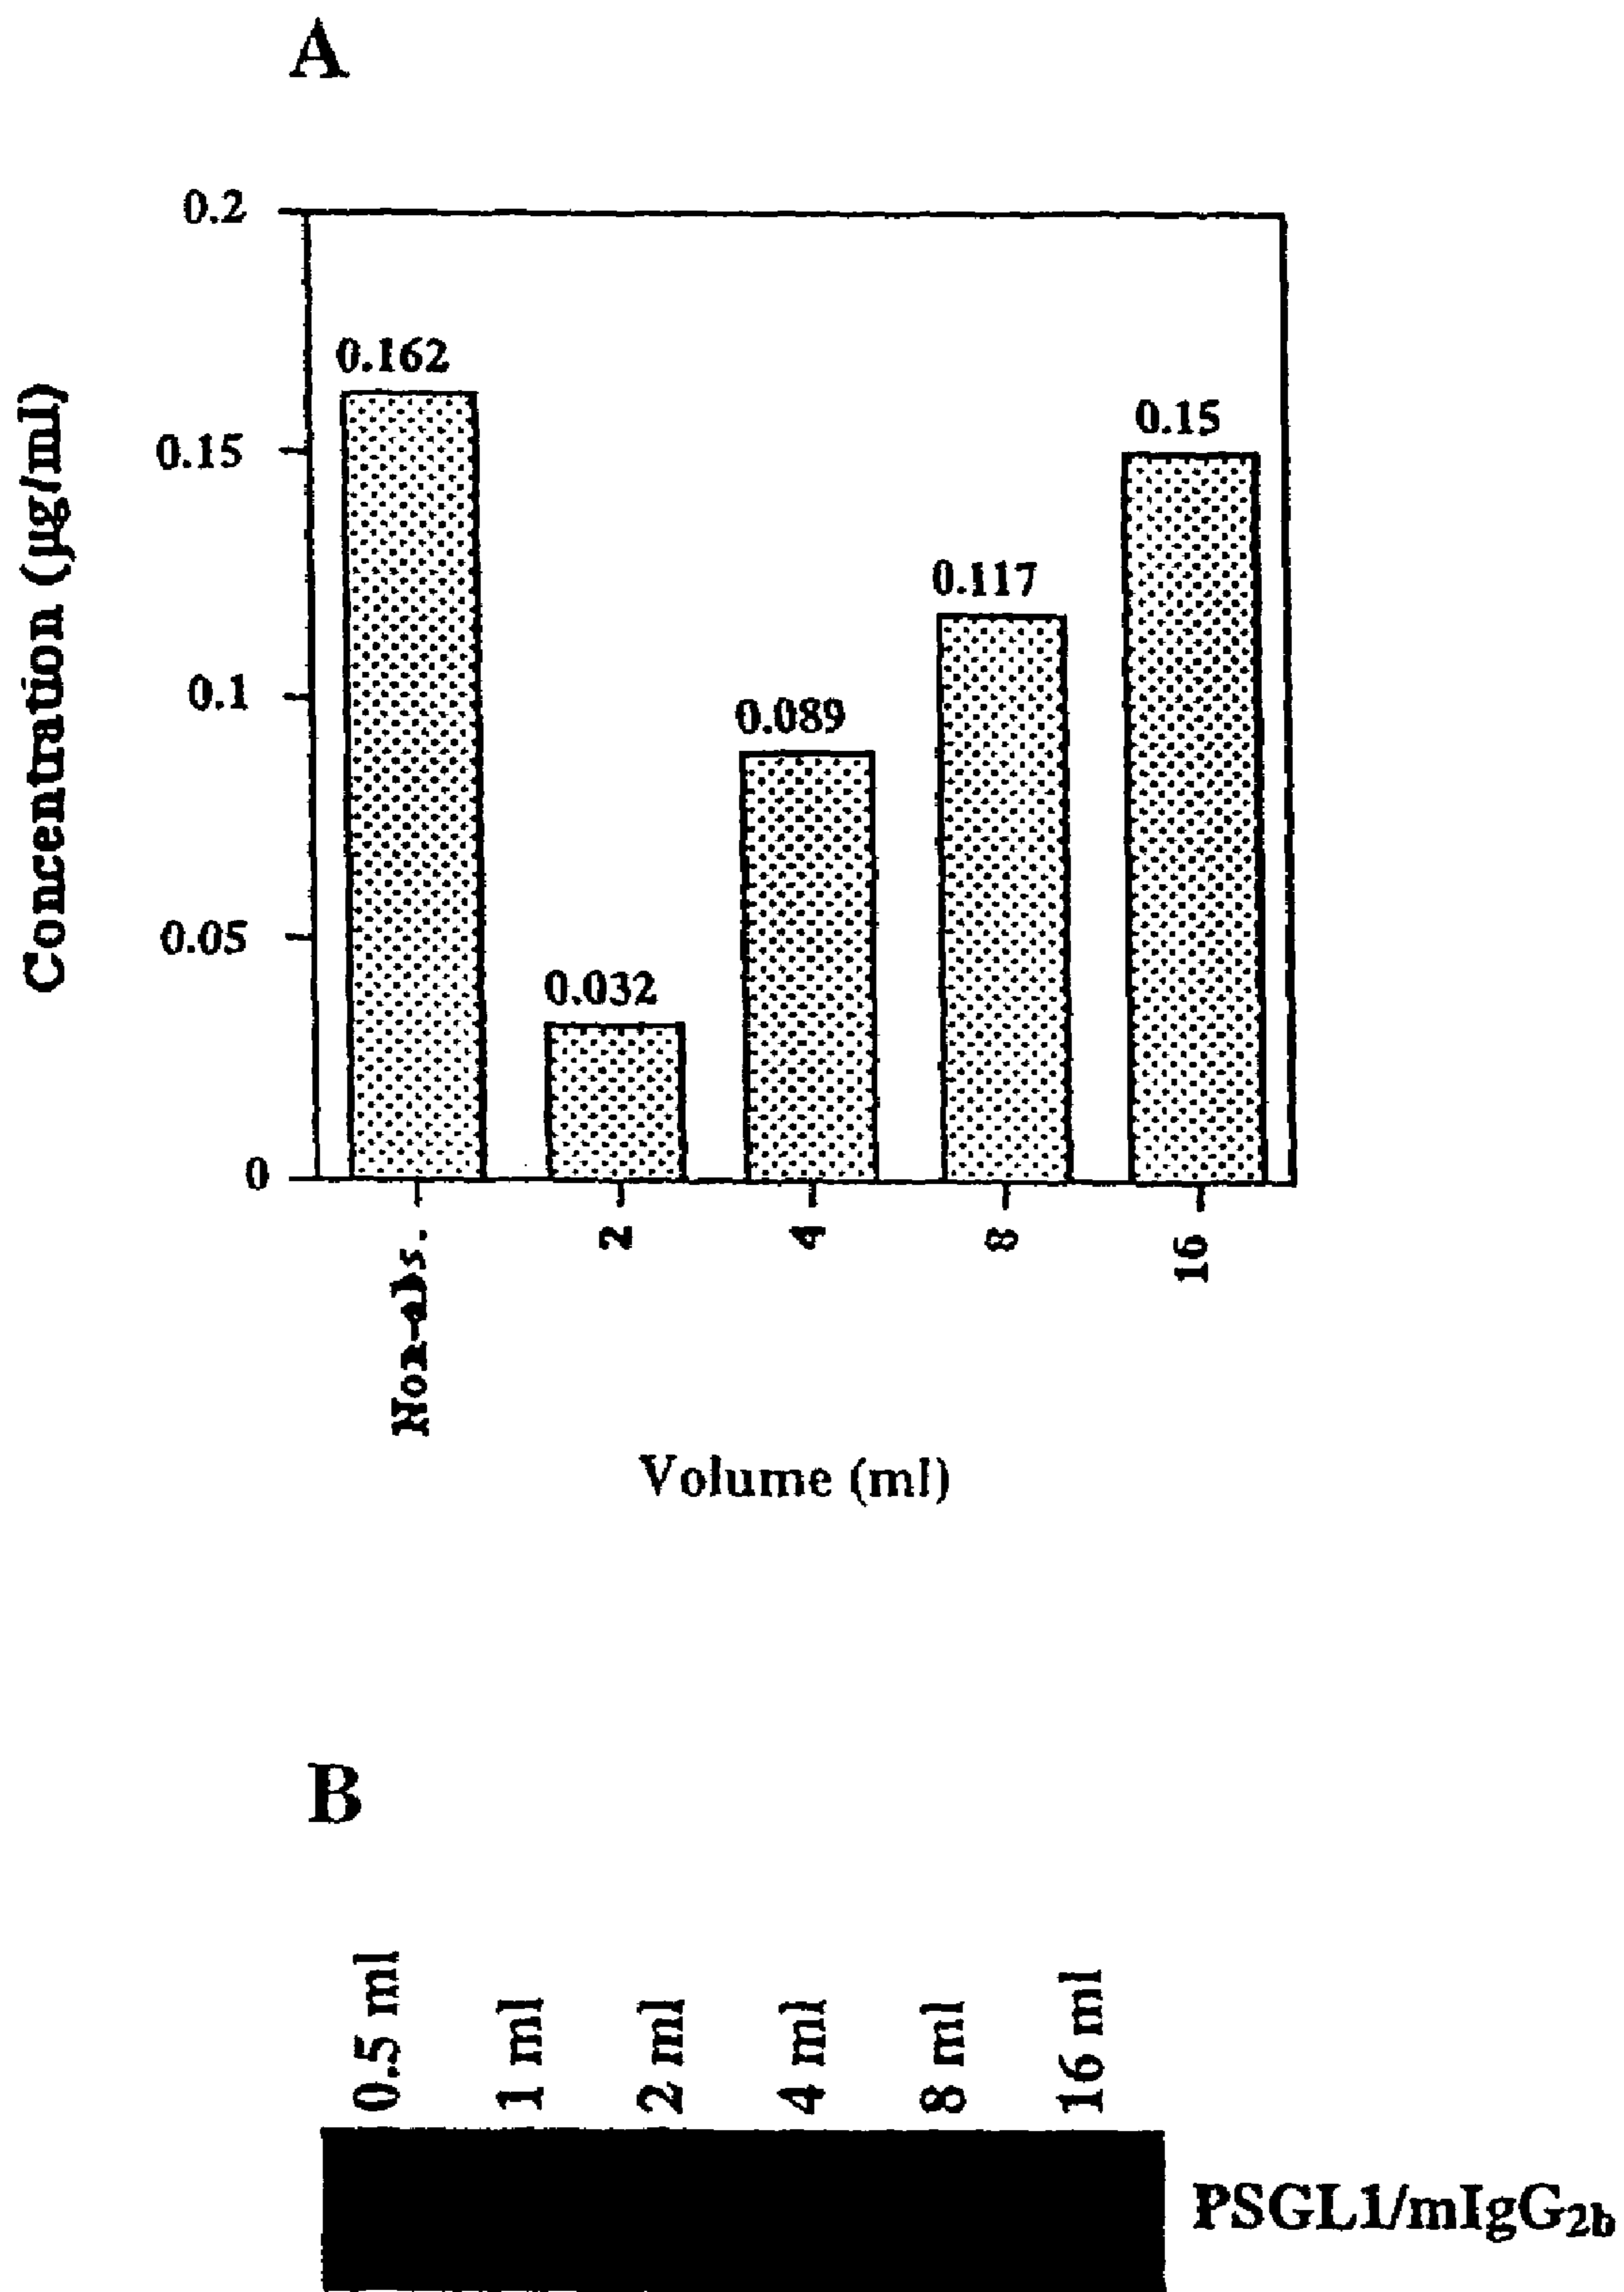 A
Concentration (µg/ml)
0.2
0.15
0.1
0.05
0
0.162
0.032
0.089
0.117
0.15
Non-abs.
2
4
8
16
Volume (ml)
B
0.5 ml
1 ml
2 ml
4 ml
8 ml
16 ml
PSGL1/mIgG2b